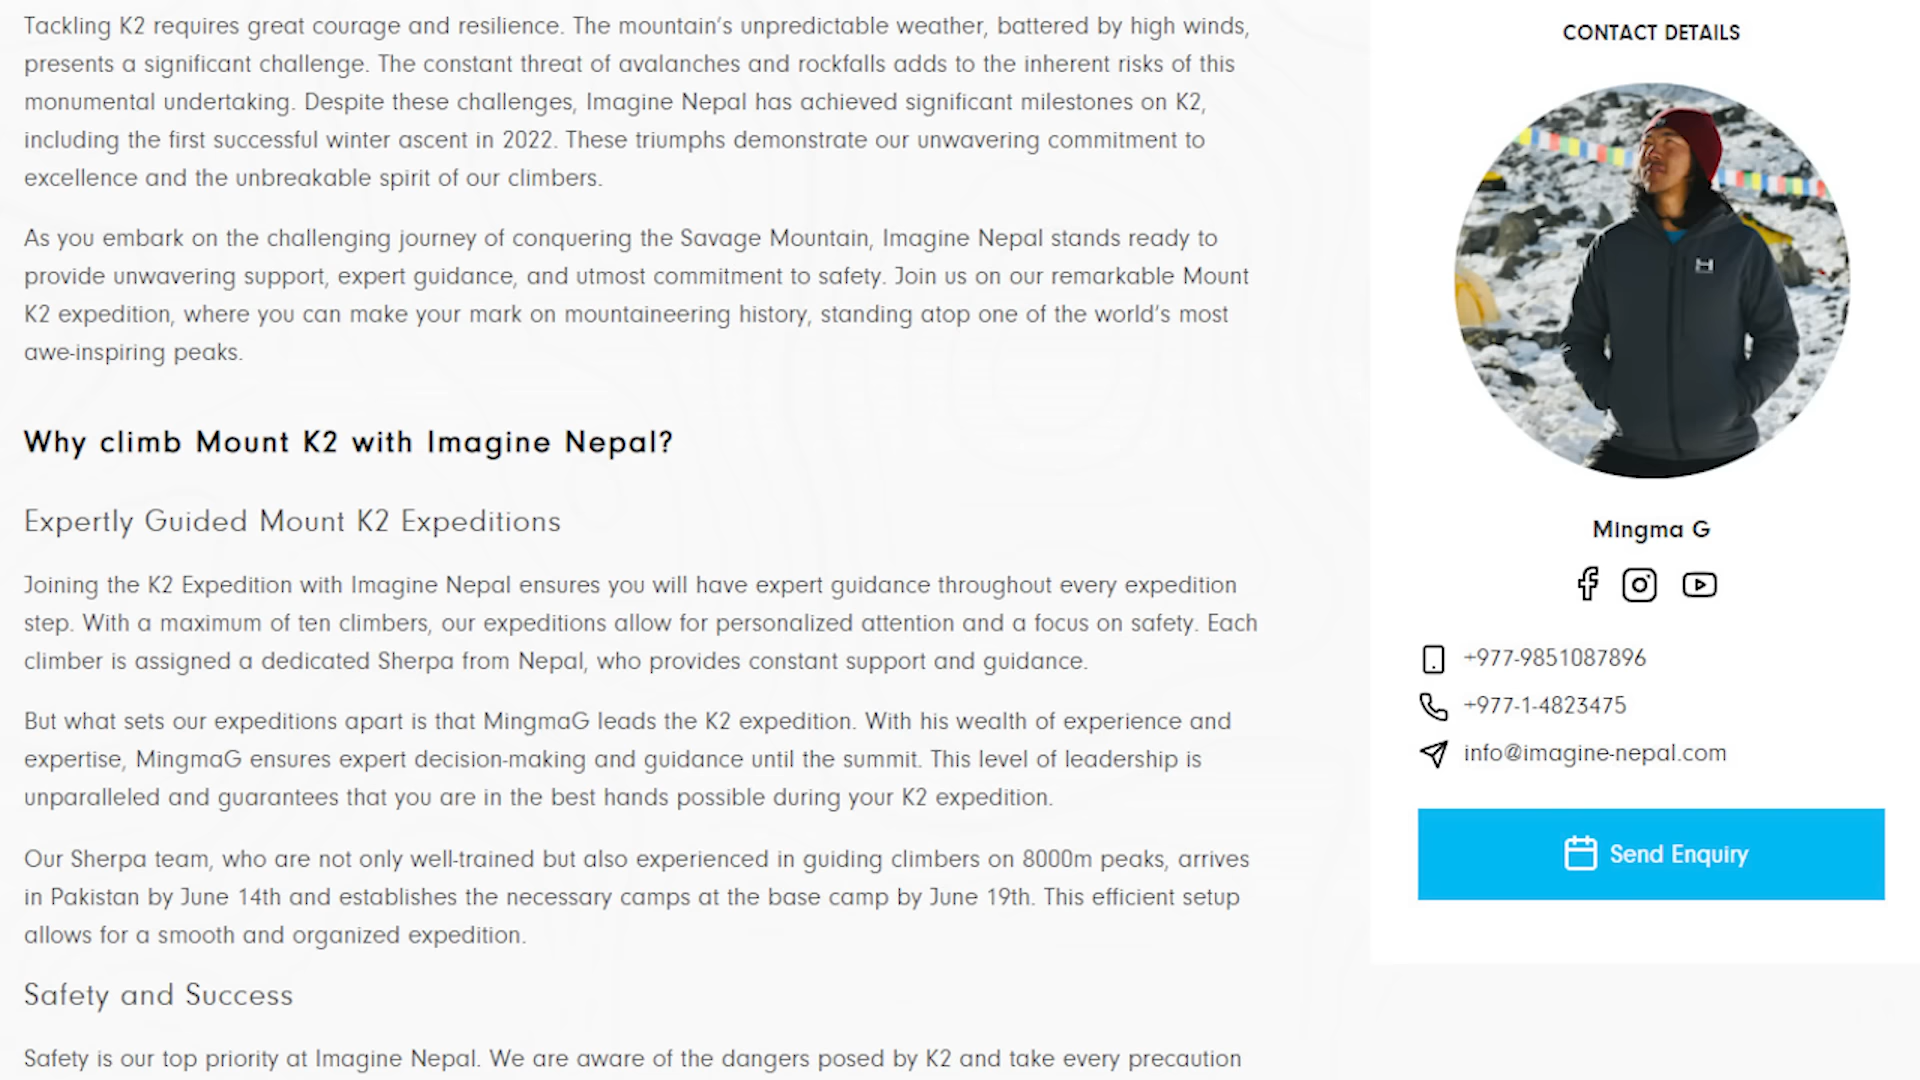 Tackling K2 requires great courage and resilience. The mountain’s unpredictable weather, battered by high winds,
presents a significant challenge. The constant threat of avalanches and rockfalls adds to the inherent risks of this
monumental undertaking. Despite these challenges, Imagine Nepal has achieved significant milestones on K2,
including the first successful winter ascent in 2022. These triumphs demonstrate our unwavering commitment to
excellence and the unbreakable spirit of our climbers.
As you embark on the challenging journey of conquering the Savage Mountain, Imagine Nepal stands ready to
provide unwavering support, expert guidance, and utmost commitment to safety. Join us on our remarkable Mount
K2 expedition, where you can make your mark on mountaineering history, standing atop one of the world’s most
awe-inspiring peaks.
Why climb Mount K2 with Imagine Nepal?
Expertly Guided Mount K2 Expeditions
Joining the K2 Expedition with Imagine Nepal ensures you will have expert guidance throughout every expedition
step. With a maximum of ten climbers, our expeditions allow for personalized attention and a focus on safety. Each
climber is assigned a dedicated Sherpa from Nepal, who provides constant support and guidance.
But what sets our expeditions apart is that MingmaG leads the K2 expedition. With his wealth of experience and
expertise, MingmaG ensures expert decision-making and guidance until the summit. This level of leadership is
unparalleled and guarantees that you are in the best hands possible during your K2 expedition.
Our Sherpa team, who are not only well-trained but also experienced in guiding climbers on 8000m peaks, arrives
in Pakistan by June 14th and establishes the necessary camps at the base camp by June 19th. This efficient setup
allows for a smooth and organized expedition.
Safety and Success
Safety is our top priority at Imagine Nepal. We are aware of the dangers posed by K2 and take every precaution
CONTACT DETAILS
H
Mingma G
+977-9851087896
+977-1-4823475
info@imagine-nepal.com
Send Enquiry